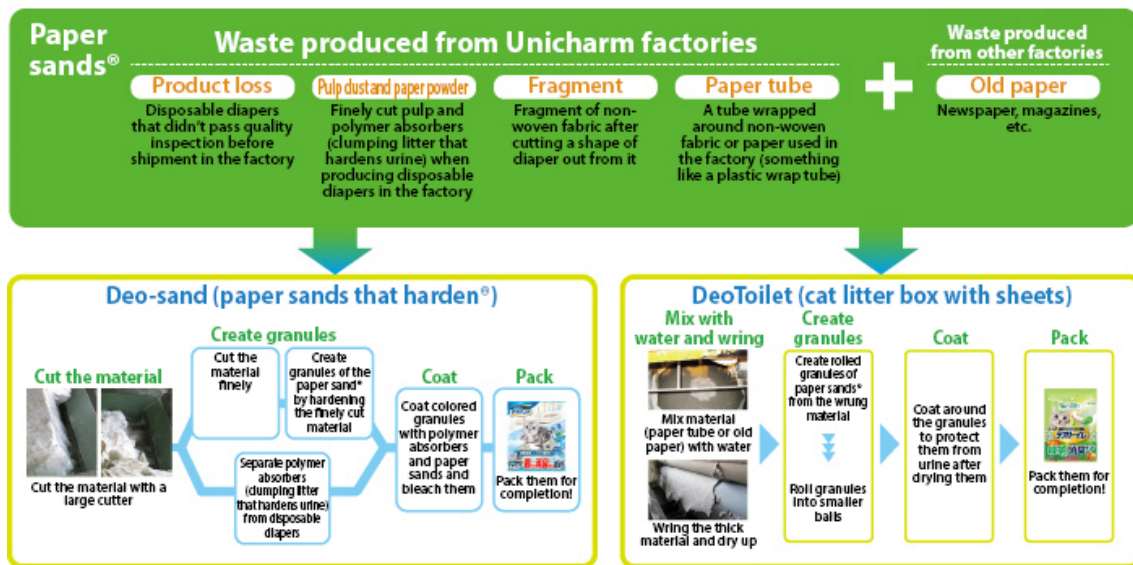 Paper
sands®
Waste produced from Unicharm factories
Waste produced
from other factories
Product loss
Disposable diapers
that didn't pass quality
inspection before
shipment in the factory
Pulp dust and paper powder
Finely cut pulp and
polymer absorbers
(clumping litter that
hardens urine) when
producing disposable
diapers in the factory
Fragment
Fragment of non-
woven fabric after
cutting a shape of
diaper out from it
Paper tube
A tube wrapped
around non-woven
fabric or paper used in
the factory (something
like a plastic wrap tube)
+
Old paper
Newspaper, magazines,
etc.
Deo-sand (paper sands that harden®)
Cut the material
Cut the material with a
large cutter
Create granules
Cut the
material
finely
Create
granules of the
paper sand*
by hardening
the finely cut
material
Separate polymer
absorbers
(clumping litter
that hardens urine)
from disposable
diapers
Coat
Coat colored
granules
with polymer
absorbers
and paper
sands and
bleach them
Pack
Pack them for
completion!
DeoToilet (cat litter box with sheets)
Mix with
water and wring
Mix material
(paper tube or old
paper) with water
Wring the thick
material and dry up
Create
granules
Create rolled
granules of
paper sands*
from the wrung
material
Roll granules
into smaller
balls
Coat
Coat around
the granules
to protect
them from
urine after
drying them
Pack
Pack them for
completion!